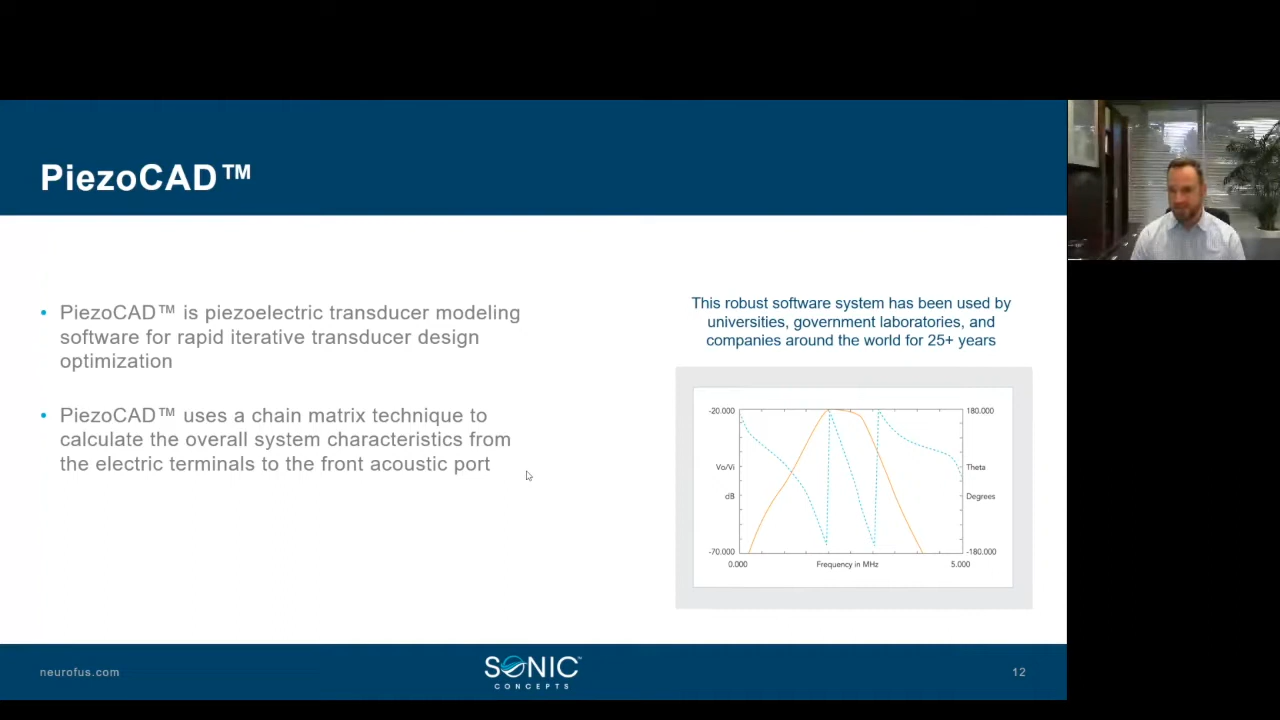 PiezoCAD™
• PiezoCAD™ is piezoelectric transducer modeling
software for rapid iterative transducer design
optimization
• PiezoCAD™ uses a chain matrix technique to
calculate the overall system characteristics from
the electric terminals to the front acoustic port
This robust software system has been used by
universities, government laboratories, and
companies around the world for 25+ years
-20.000
180.000
Vo/Vi
Theta
dB
Degrees
-70.000
-180.000
0.000
Frequency in MHz
5.000
neurofus.com
SONIC™
CONCEPTS
12